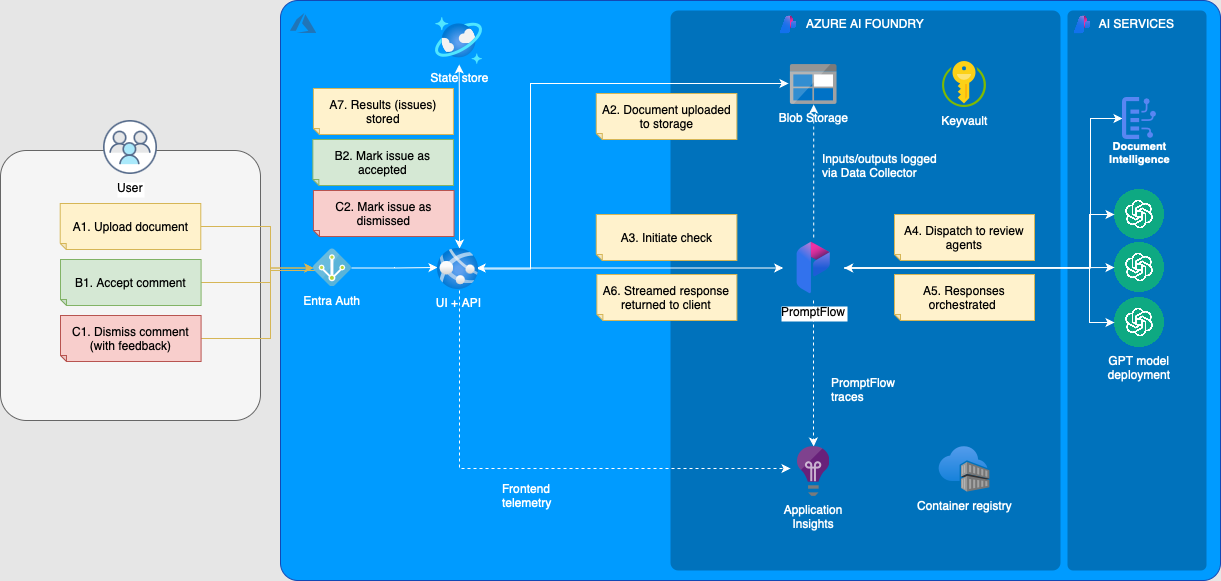 AZURE AI FOUNDRY
AI SERVICES
State store
A7. Results (issues)
stored
A2. Document uploaded
to storage
Blob Storage
Keyvault
B2. Mark issue as
accepted
Document
Intelligence
Inputs/outputs logged
via Data Collector
User
C2. Mark issue as
dismissed
A1. Upload document
A3. Initiate check
A4. Dispatch to review
agents
B1. Accept comment
Entra Auth
UI + API
A6. Streamed response
returned to client
PromptFlow
A5. Responses
orchestrated
C1. Dismiss comment
(with feedback)
GPT model
deployment
PromptFlow
traces
Frontend
telemetry
Application
Insights
Container registry